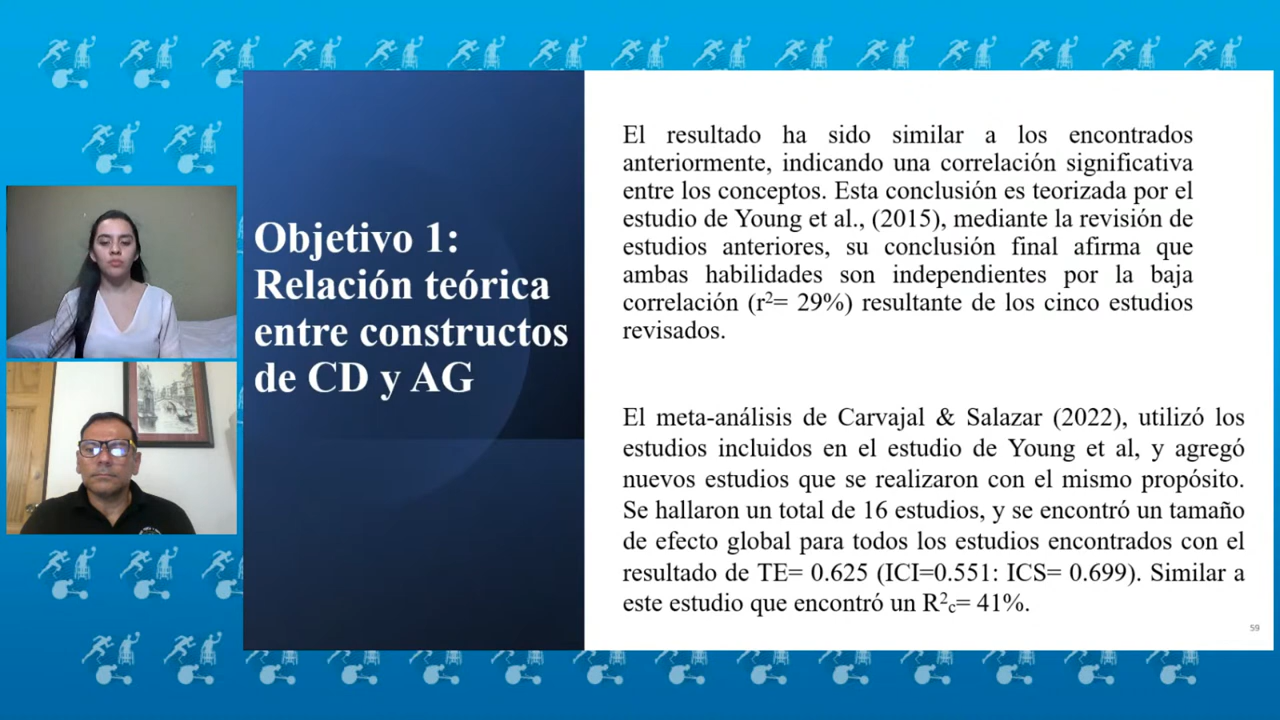 Objetivo 1:
Relación teórica
entre constructos
de CD y AG
El resultado ha sido similar a los encontrados
anteriormente, indicando una correlación significativa
entre los conceptos. Esta conclusión es teorizada por el
estudio de Young et al., (2015), mediante la revisión de
estudios anteriores, su conclusión final afirma que
ambas habilidades son independientes por la baja
correlación (r²= 29%) resultante de los cinco estudios
revisados.
El meta-análisis de Carvajal & Salazar (2022), utilizó los
estudios incluidos en el estudio de Young et al, y agregó
nuevos estudios que se realizaron con el mismo propósito.
Se hallaron un total de 16 estudios, y se encontró un tamaño
de efecto global para todos los estudios encontrados con el
resultado de TE= 0.625 (ICI=0.551: ICS= 0.699). Similar a
este estudio que encontró un R²c= 41%.
59